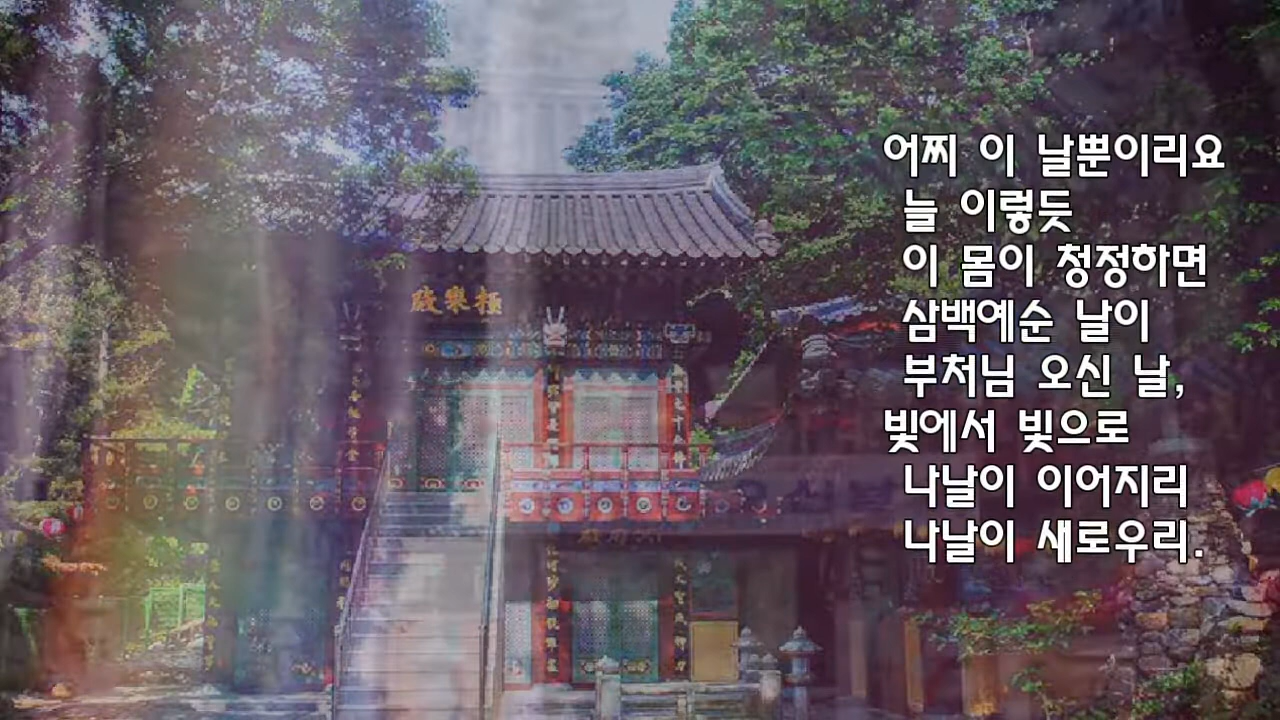 어찌 이 날뿐이리요
늘 이렇듯
이 몸이 청정하면
삼백예순 날이
부처님 오신 날,
빛에서 빛으로
나날이 이어지리
나날이 새로우리.
極樂殿